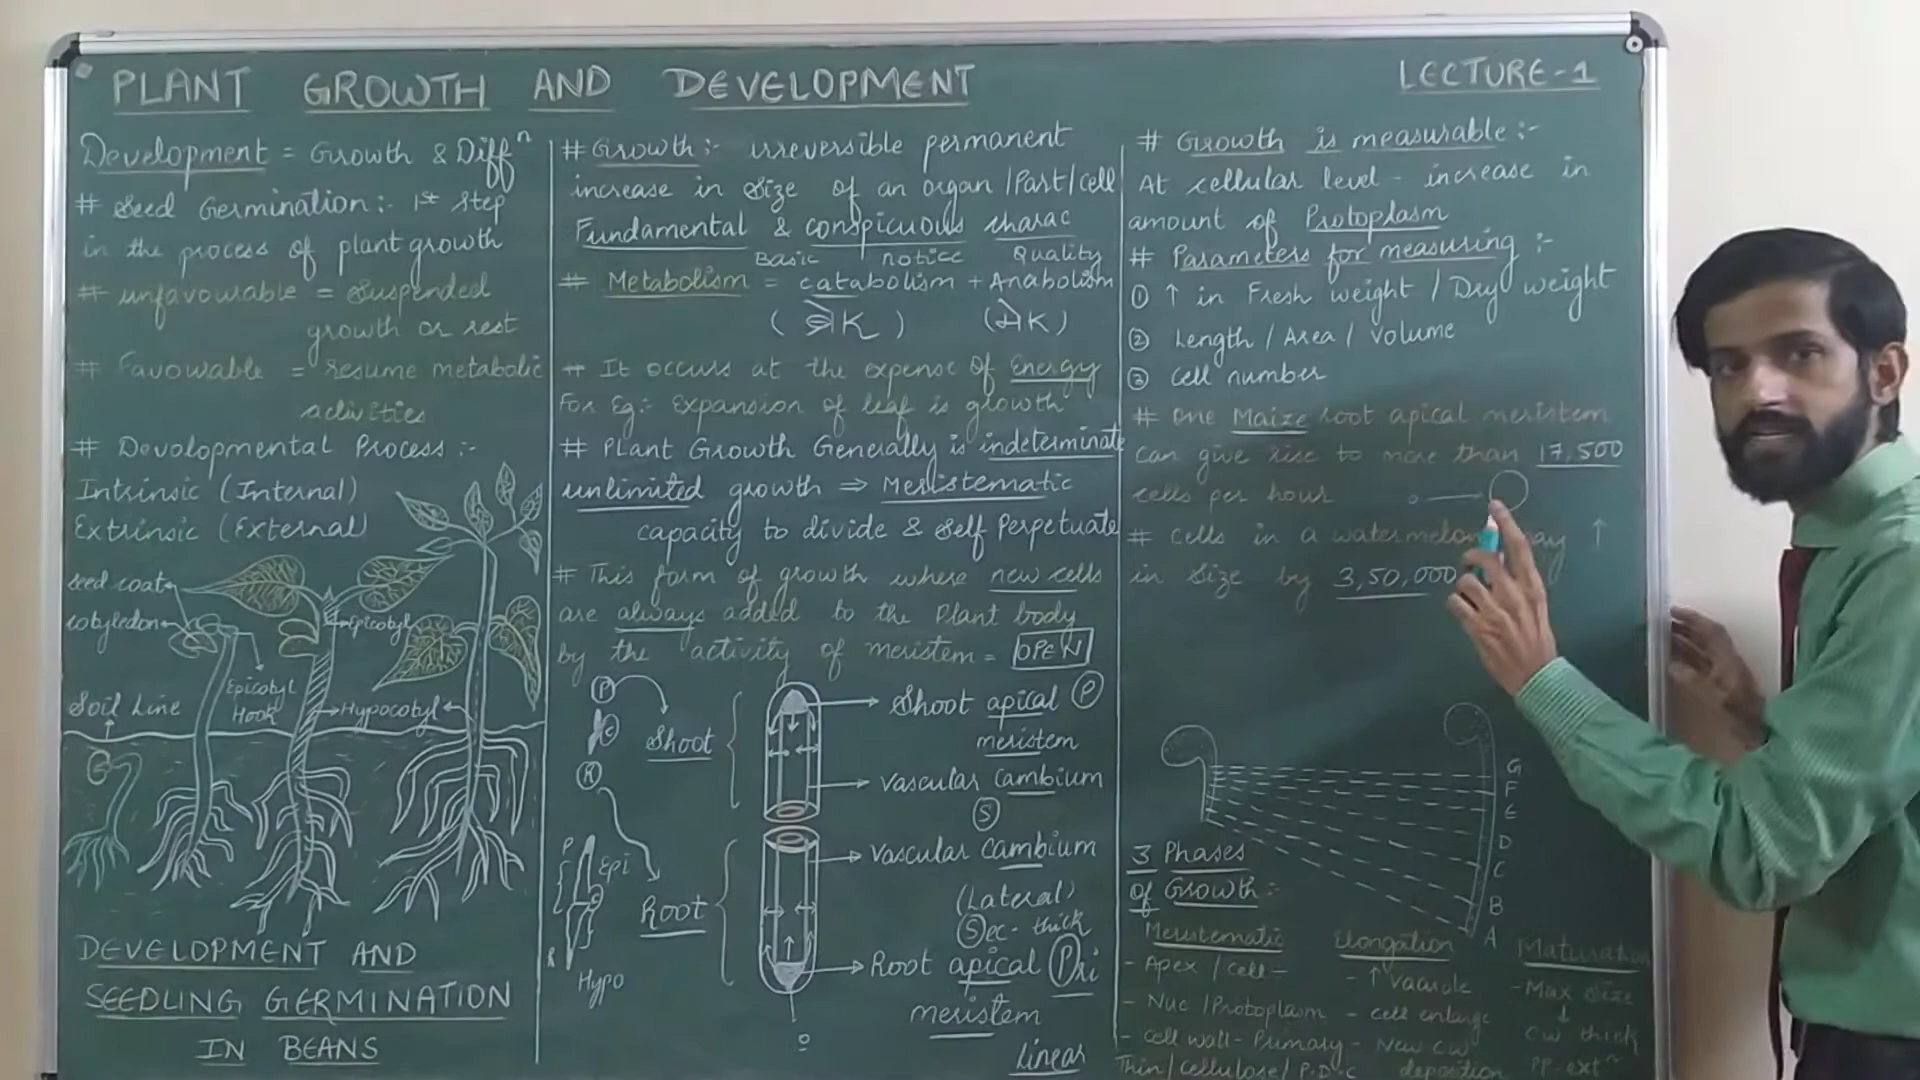 PLANT GROWTH AND DEVELOPMENT
LECTURE-1
Development = Growth & Diffⁿ
# Seed Germination:- 1st step
in the process of plant growth
# unfavourable = Suspended
growth or rest
# Favourable = resume metabolic
activities
# Devolopmental Process:-
Intrinsic (Internal)
Extrinsic (External)
seed coat
cotyledon
Epicotyl
Epicotyl
Hook
Hypocotyl
Soil Line
DEVELOPMENT AND
SEEDLING GERMINATION
IN BEANS
# Growth:- irreversible permanent
increase in size of an organ/Part/cell
Fundamental & conspicuous charac
Basic notice Quality
# Metabolism = catabolism + Anabolism
# It occurs at the expense of Energy
For Eg:- Expansion of leaf is growth
# Plant Growth Generally is indeterminate
unlimited growth ⇒ Meristematic
capacity to divide & Self Perpetuate
# This form of growth where new cells
are always added to the Plant body
by the activity of meristem = OPEN
P
C
R
Shoot
Shoot apical P
meristem
vascular cambium
S
vascular cambium
(Lateral)
Sec- thick
P
Epi
R
Hypo
Root
Root apical Pri
meristem
Linear
# Growth is measurable:-
At cellular level - increase in
amount of Protoplasm
# Parameters for measuring:-
① ↑ in Fresh weight / Dry weight
② Length / Area / Volume
③ cell number
# One Maize root apical meristem
can give rise to more than 17,500
cells per hour
# Cells in a watermelon may ↑
in size by 3,50,000
G
F
E
D
C
B
A
3 Phases
of Growth:-
Meristematic
- Apex / cell-
- Nuc / Protoplasm
- cell wall- Primary
Thin/cellulose/ P.D-C
Elongation
- ↑ Vacuole
- cell enlarge
- New CW
deposition
Maturation
- Max size
↓
CW thick
PP-extⁿ